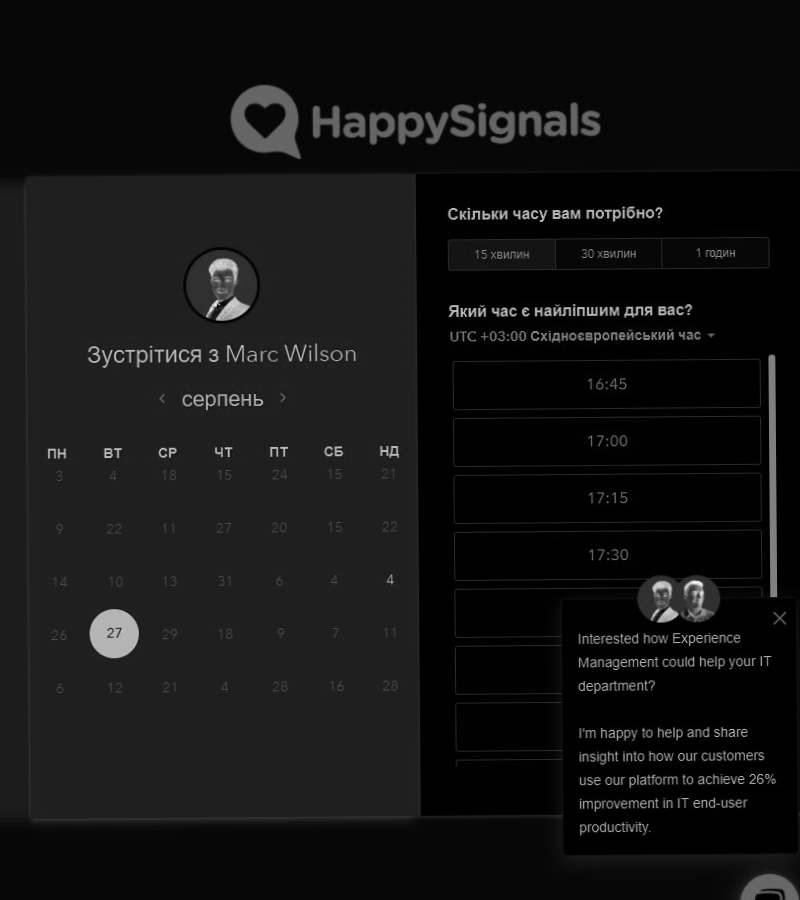 HappySignals
Зустрітися з Marc Wilson
серпень
ПН ВТ СР ЧТ ПТ СБ НД
3 4 18 15 24 15 21
9 22 11 27 20 15 22
14 10 13 31 6 4 4
26 27 29 18 9 7 11
6 12 21 4 28 16 28
Скільки часу вам потрібно?
15 хвилин 30 хвилин 1 годин
Який час є найліпшим для вас?
UTC +03:00 Східноєвропейський час
16:45
17:00
17:15
17:30
Interested how Experience
Management could help your IT
department?
I'm happy to help and share
insight into how our customers
use our platform to achieve 26%
improvement in IT end-user
productivity.